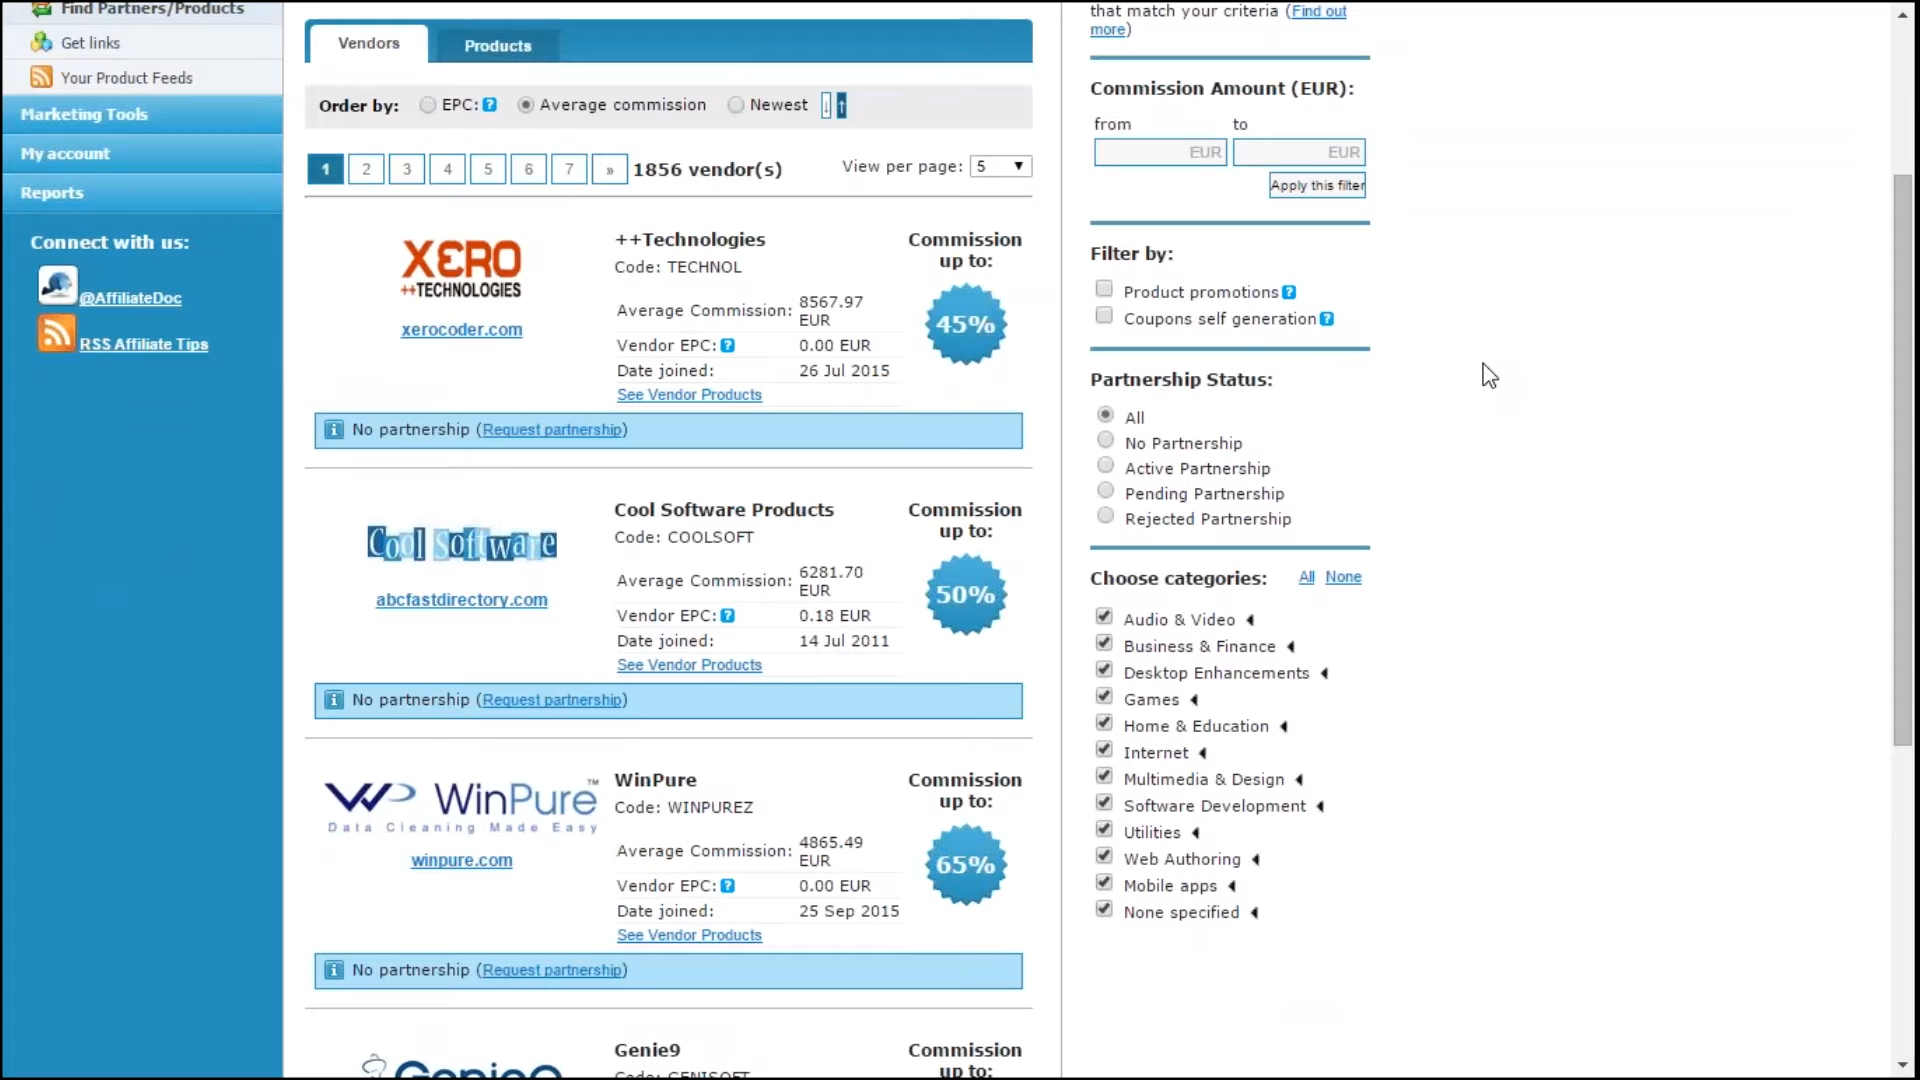 Find Partners/Products
Get links
Your Product Feeds
Marketing Tools
My account
Reports
Connect with us:
@AffiliateDoc
RSS Affiliate Tips
Vendors
Products
Order by:
EPC: ?
Average commission
Newest
↓ ↑
1 2 3 4 5 6 7 » 1856 vendor(s)
View per page: 5
XERO
++TECHNOLOGIES
xerocoder.com
++Technologies
Code: TECHNOL
Average Commission: 8567.97
EUR
Vendor EPC: ? 0.00 EUR
Date joined: 26 Jul 2015
See Vendor Products
Commission
up to:
45%
No partnership (Request partnership)
Cool Software
abcfastdirectory.com
Cool Software Products
Code: COOLSOFT
Average Commission: 6281.70
EUR
Vendor EPC: ? 0.18 EUR
Date joined: 14 Jul 2011
See Vendor Products
Commission
up to:
50%
No partnership (Request partnership)
WinPure™
Data Cleaning Made Easy
winpure.com
WinPure
Code: WINPUREZ
Average Commission: 4865.49
EUR
Vendor EPC: ? 0.00 EUR
Date joined: 25 Sep 2015
See Vendor Products
Commission
up to:
65%
No partnership (Request partnership)
Genie9
Genie9
Code: GENISOFT
Commission
up to:
that match your criteria (Find out
more)
Commission Amount (EUR):
from to
EUR EUR
Apply this filter
Filter by:
Product promotions ?
Coupons self generation ?
Partnership Status:
All
No Partnership
Active Partnership
Pending Partnership
Rejected Partnership
Choose categories: All None
Audio & Video
Business & Finance
Desktop Enhancements
Games
Home & Education
Internet
Multimedia & Design
Software Development
Utilities
Web Authoring
Mobile apps
None specified